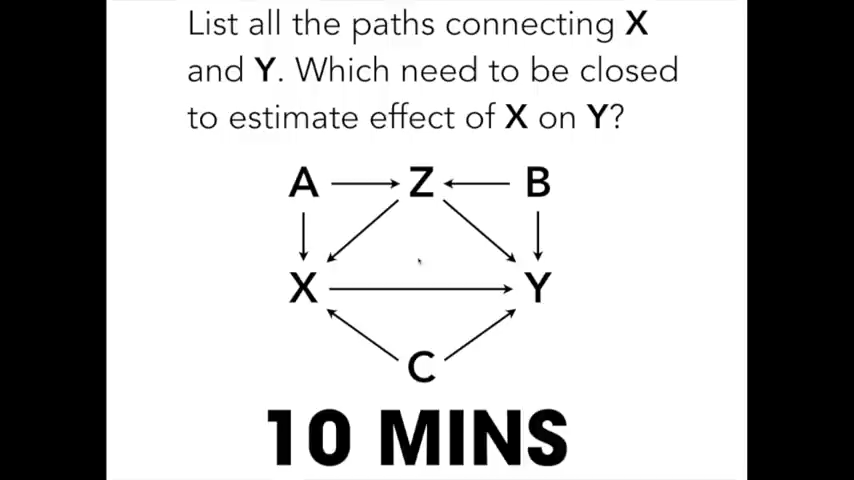 List all the paths connecting X
and Y. Which need to be closed
to estimate effect of X on Y?
A Z B
X Y
C
10 MINS